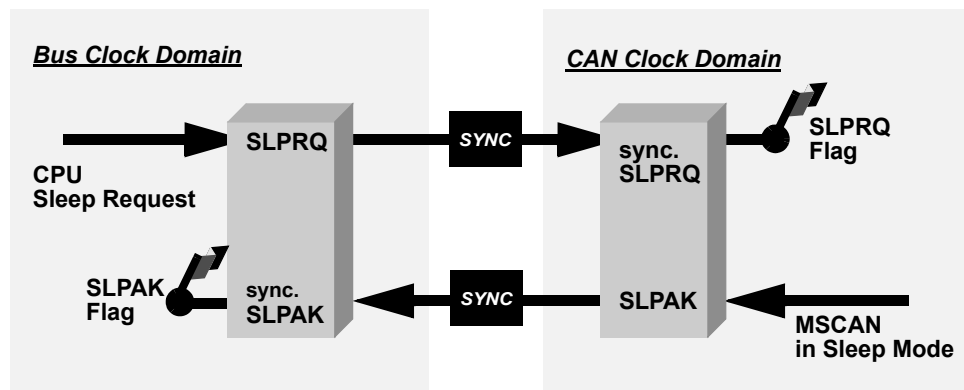 Bus Clock Domain
CAN Clock Domain
SLPRQ
SYNC
sync.
SLPRQ
SLPRQ
Flag
CPU
Sleep Request
SLPAK
Flag
sync.
SLPAK
SYNC
SLPAK
MSCAN
in Sleep Mode